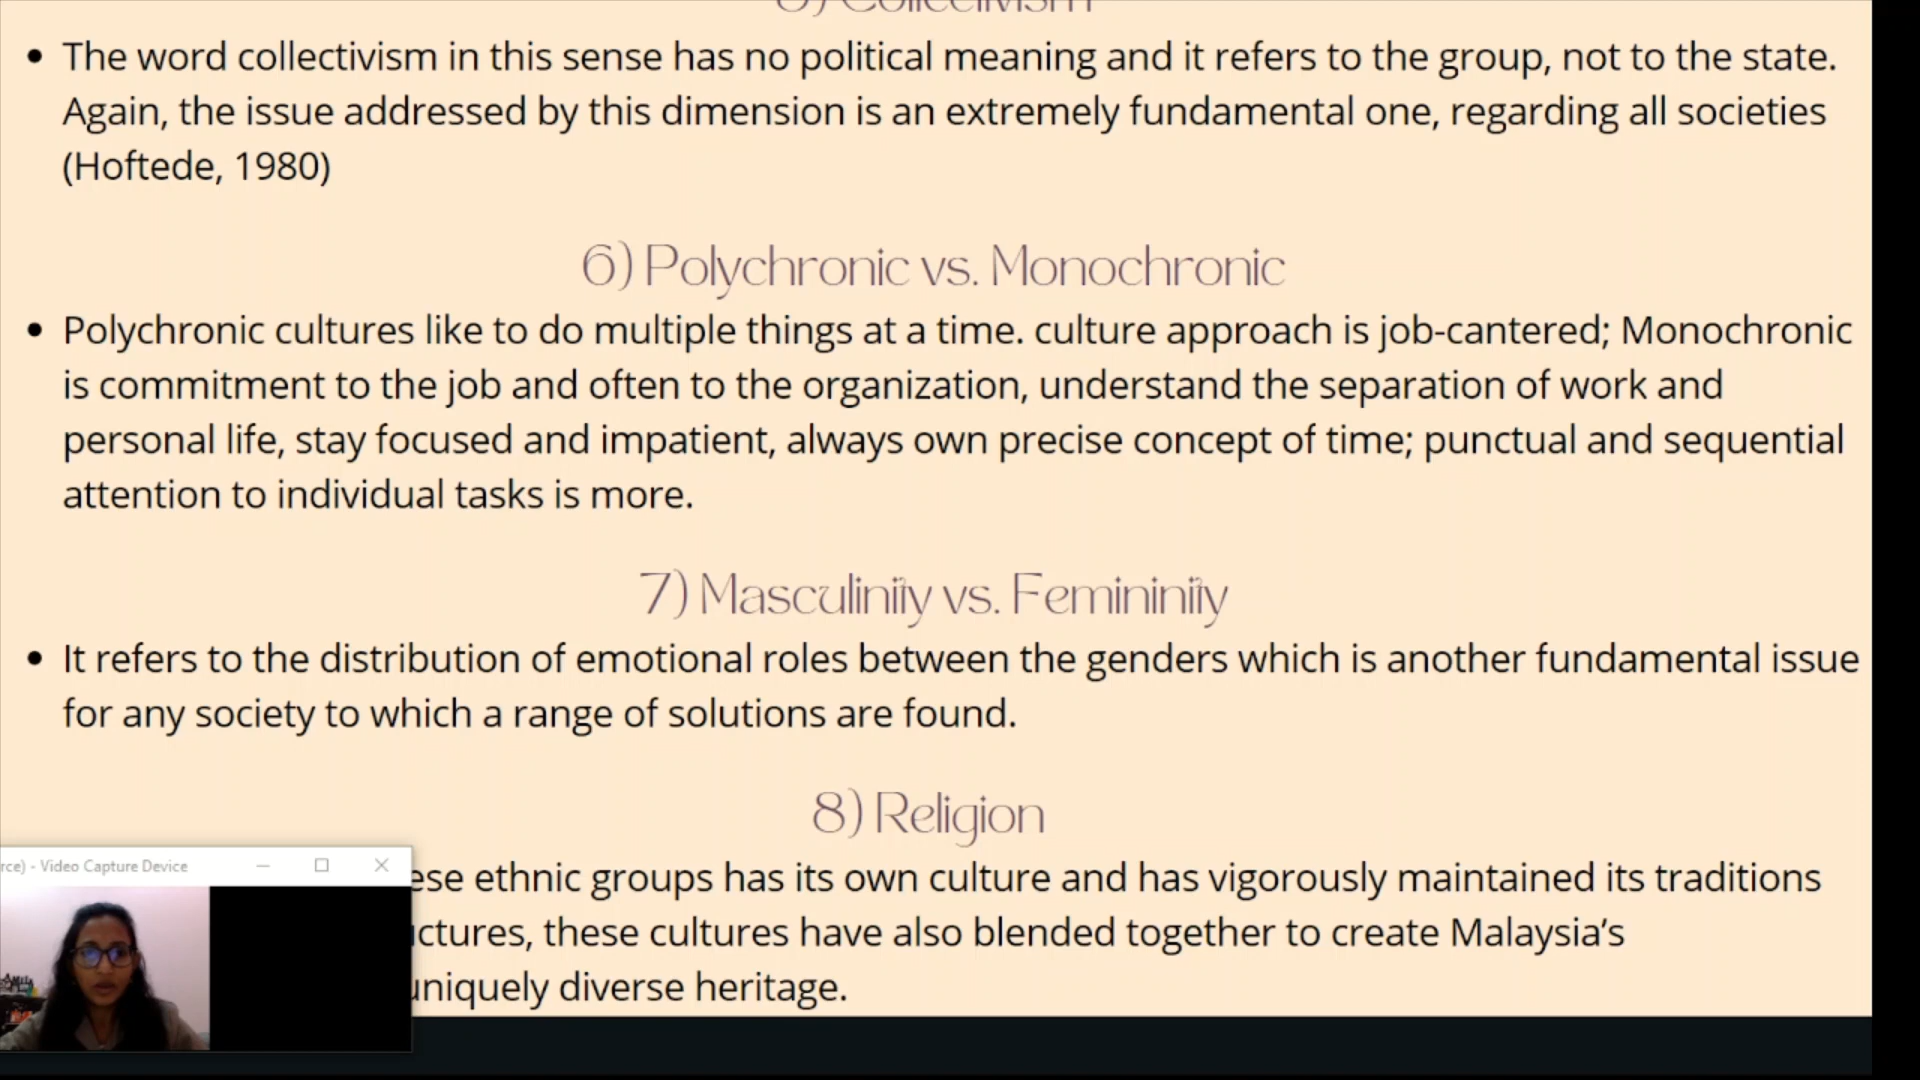 Collectivism
• The word collectivism in this sense has no political meaning and it refers to the group, not to the state.
Again, the issue addressed by this dimension is an extremely fundamental one, regarding all societies
(Hoftede, 1980)
6) Polychronic vs. Monochronic
• Polychronic cultures like to do multiple things at a time. culture approach is job-cantered; Monochronic
is commitment to the job and often to the organization, understand the separation of work and
personal life, stay focused and impatient, always own precise concept of time; punctual and sequential
attention to individual tasks is more.
7) Masculinity vs. Femininity
• It refers to the distribution of emotional roles between the genders which is another fundamental issue
for any society to which a range of solutions are found.
8) Religion
ethnic groups has its own culture and has vigorously maintained its traditions
these cultures have also blended together to create Malaysia’s
uniquely diverse heritage.
- Video Capture Device